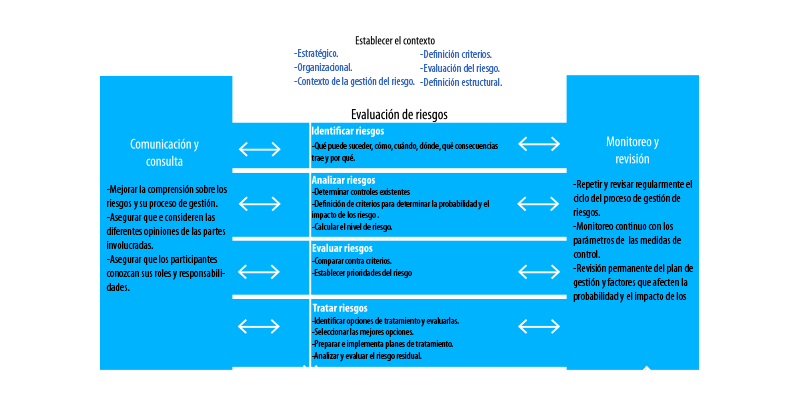 Establecer el contexto
-Estratégico.
-Organizacional.
-Contexto de la gestión del riesgo.
-Definición criterios.
-Evaluación del riesgo.
-Definición estructural.
Comunicación y
consulta
-Mejorar la comprensión sobre los
riesgos y su proceso de gestión.
-Asegurar que e consideren las
diferentes opiniones de las partes
involucradas.
-Asegurar que los participantes
conozcan sus roles y responsabili-
dades.
Evaluación de riesgos
Identificar riesgos
-Qué puede suceder, cómo, cuándo, dónde, qué consecuencias
trae y por qué.
Analizar riesgos
-Determinar controles existentes
-Definición de criterios para determinar la probabilidad y el
impacto de los riesgo .
-Calcular el nivel de riesgo.
Evaluar riesgos
-Comparar contra criterios.
-Establecer prioridades del riesgo
Tratar riesgos
-Identificar opciones de tratamiento y evaluarlas.
-Seleccionar las mejores opciones.
-Preparar e implementa planes de tratamiento.
-Analizar y evaluar el riesgo residual.
Monitoreo y
revisión
-Repetir y revisar regularmente el
ciclo del proceso de gestión de
riesgos.
-Monitoreo continuo con los
parámetros de las medidas de
control.
-Revisión permanente del plan de
gestión y factores que afecten la
probabilidad y el impacto de los